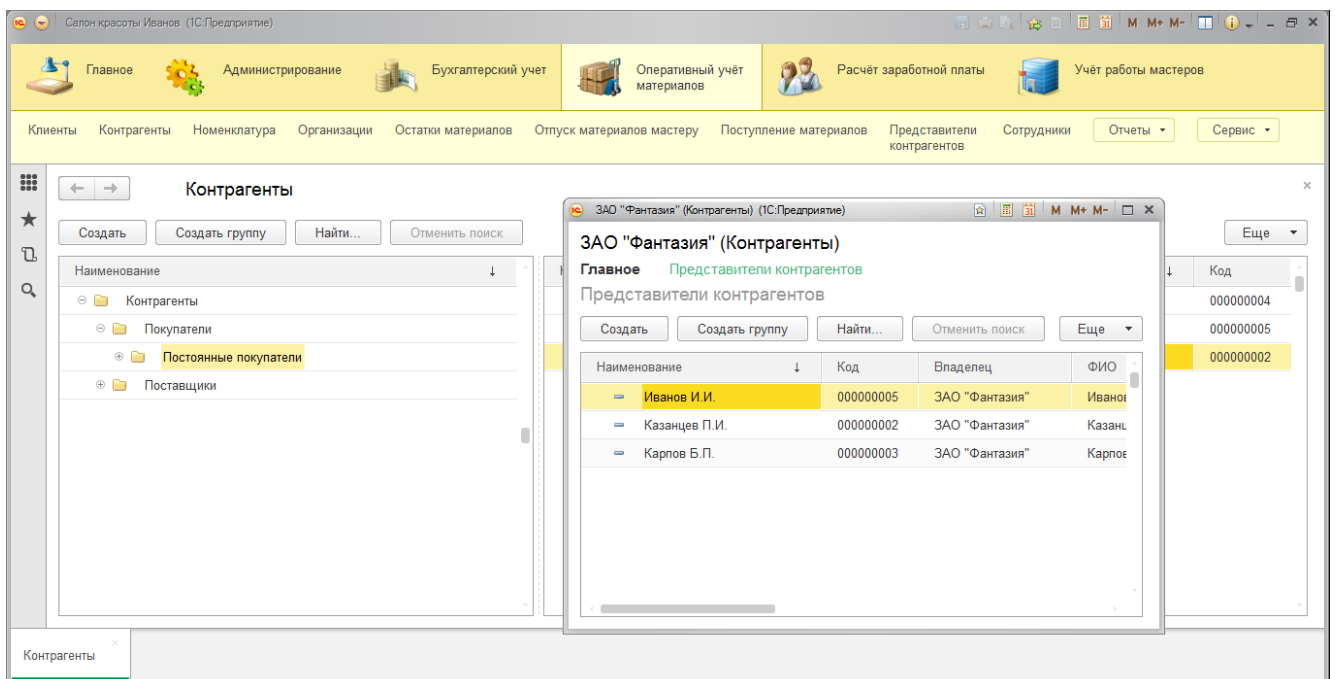 Салон красоты Иванов (1С:Предприятие)
M M+ M-
Главное Администрирование Бухгалтерский учет Оперативный учёт материалов Расчёт заработной платы Учёт работы мастеров
Клиенты Контрагенты Номенклатура Организации Остатки материалов Отпуск материалов мастеру Поступление материалов Представители контрагентов Сотрудники Отчеты Сервис
Контрагенты
Создать Создать группу Найти... Отменить поиск Еще
Наименование Код
Контрагенты 000000004
Покупатели 000000005
Постоянные покупатели 000000002
Поставщики
ЗАО "Фантазия" (Контрагенты) (1С:Предприятие) 31 M M+ M-
ЗАО "Фантазия" (Контрагенты)
Главное Представители контрагентов
Представители контрагентов
Создать Создать группу Найти... Отменить поиск Еще
Наименование Код Владелец ФИО
Иванов И.И. 000000005 ЗАО "Фантазия" Иванов
Казанцев П.И. 000000002 ЗАО "Фантазия"
Карпов Б.П. 000000003 ЗАО "Фантазия" Карпов
Контрагенты